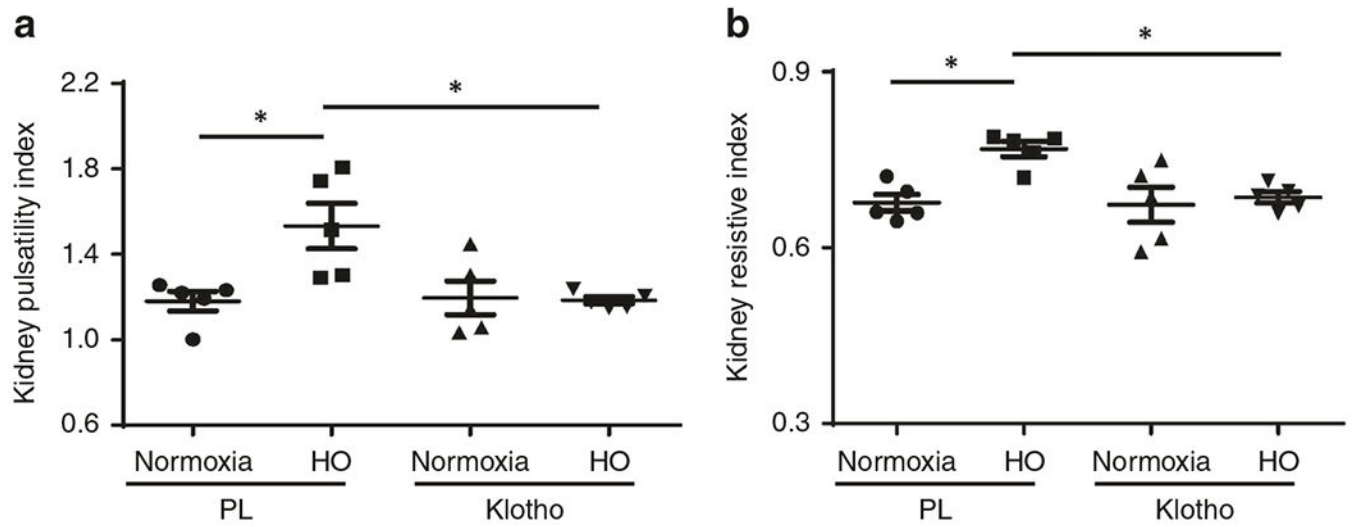 a
Kidney pulsatility index
2.2
1.8
1.4
1.0
0.6
*
*
Normoxia HO Normoxia HO
PL Klotho
b
Kidney resistive index
0.9
0.6
0.3
*
*
Normoxia HO Normoxia HO
PL Klotho